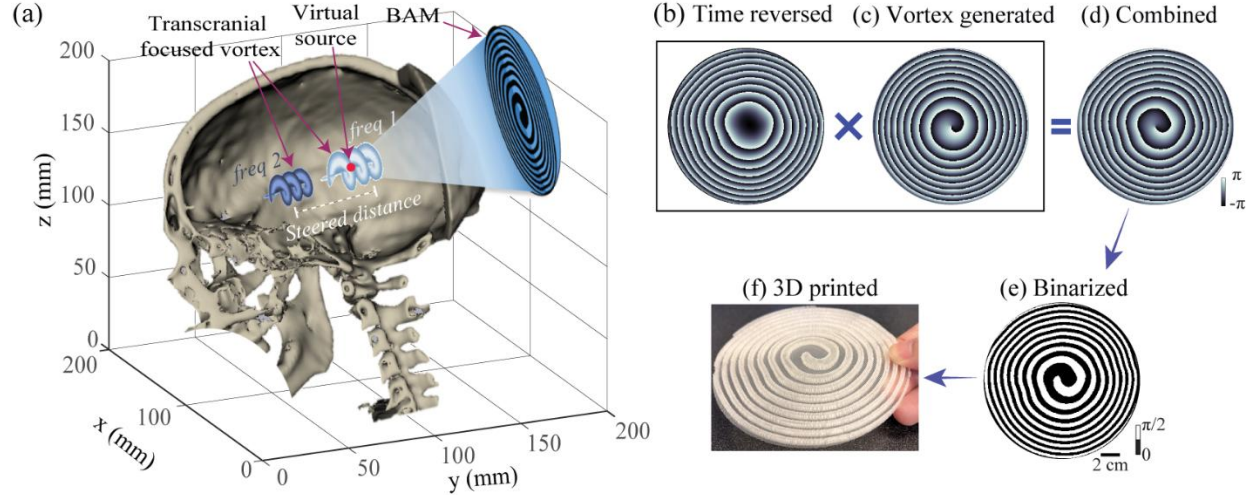 (a)
Transcranial
focused vortex
Virtual
source
BAM
freq 1
freq 2
Steered distance
200
150
100
50
0
z (mm)
200
100
0
x (mm)
0
50
100
150
200
y (mm)
(b) Time reversed
(c) Vortex generated
(d) Combined
π
-π
(f) 3D printed
(e) Binarized
π/2
0
2 cm